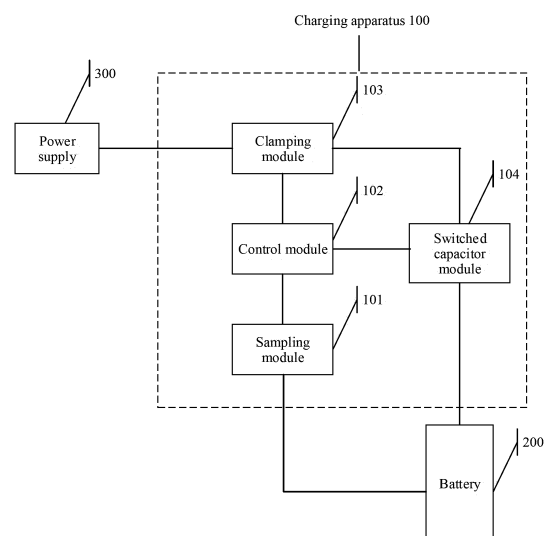 Charging apparatus 100
300
103
Power
supply
Clamping
module
104
102
Control module
Switched
capacitor
module
101
Sampling
module
200
Battery